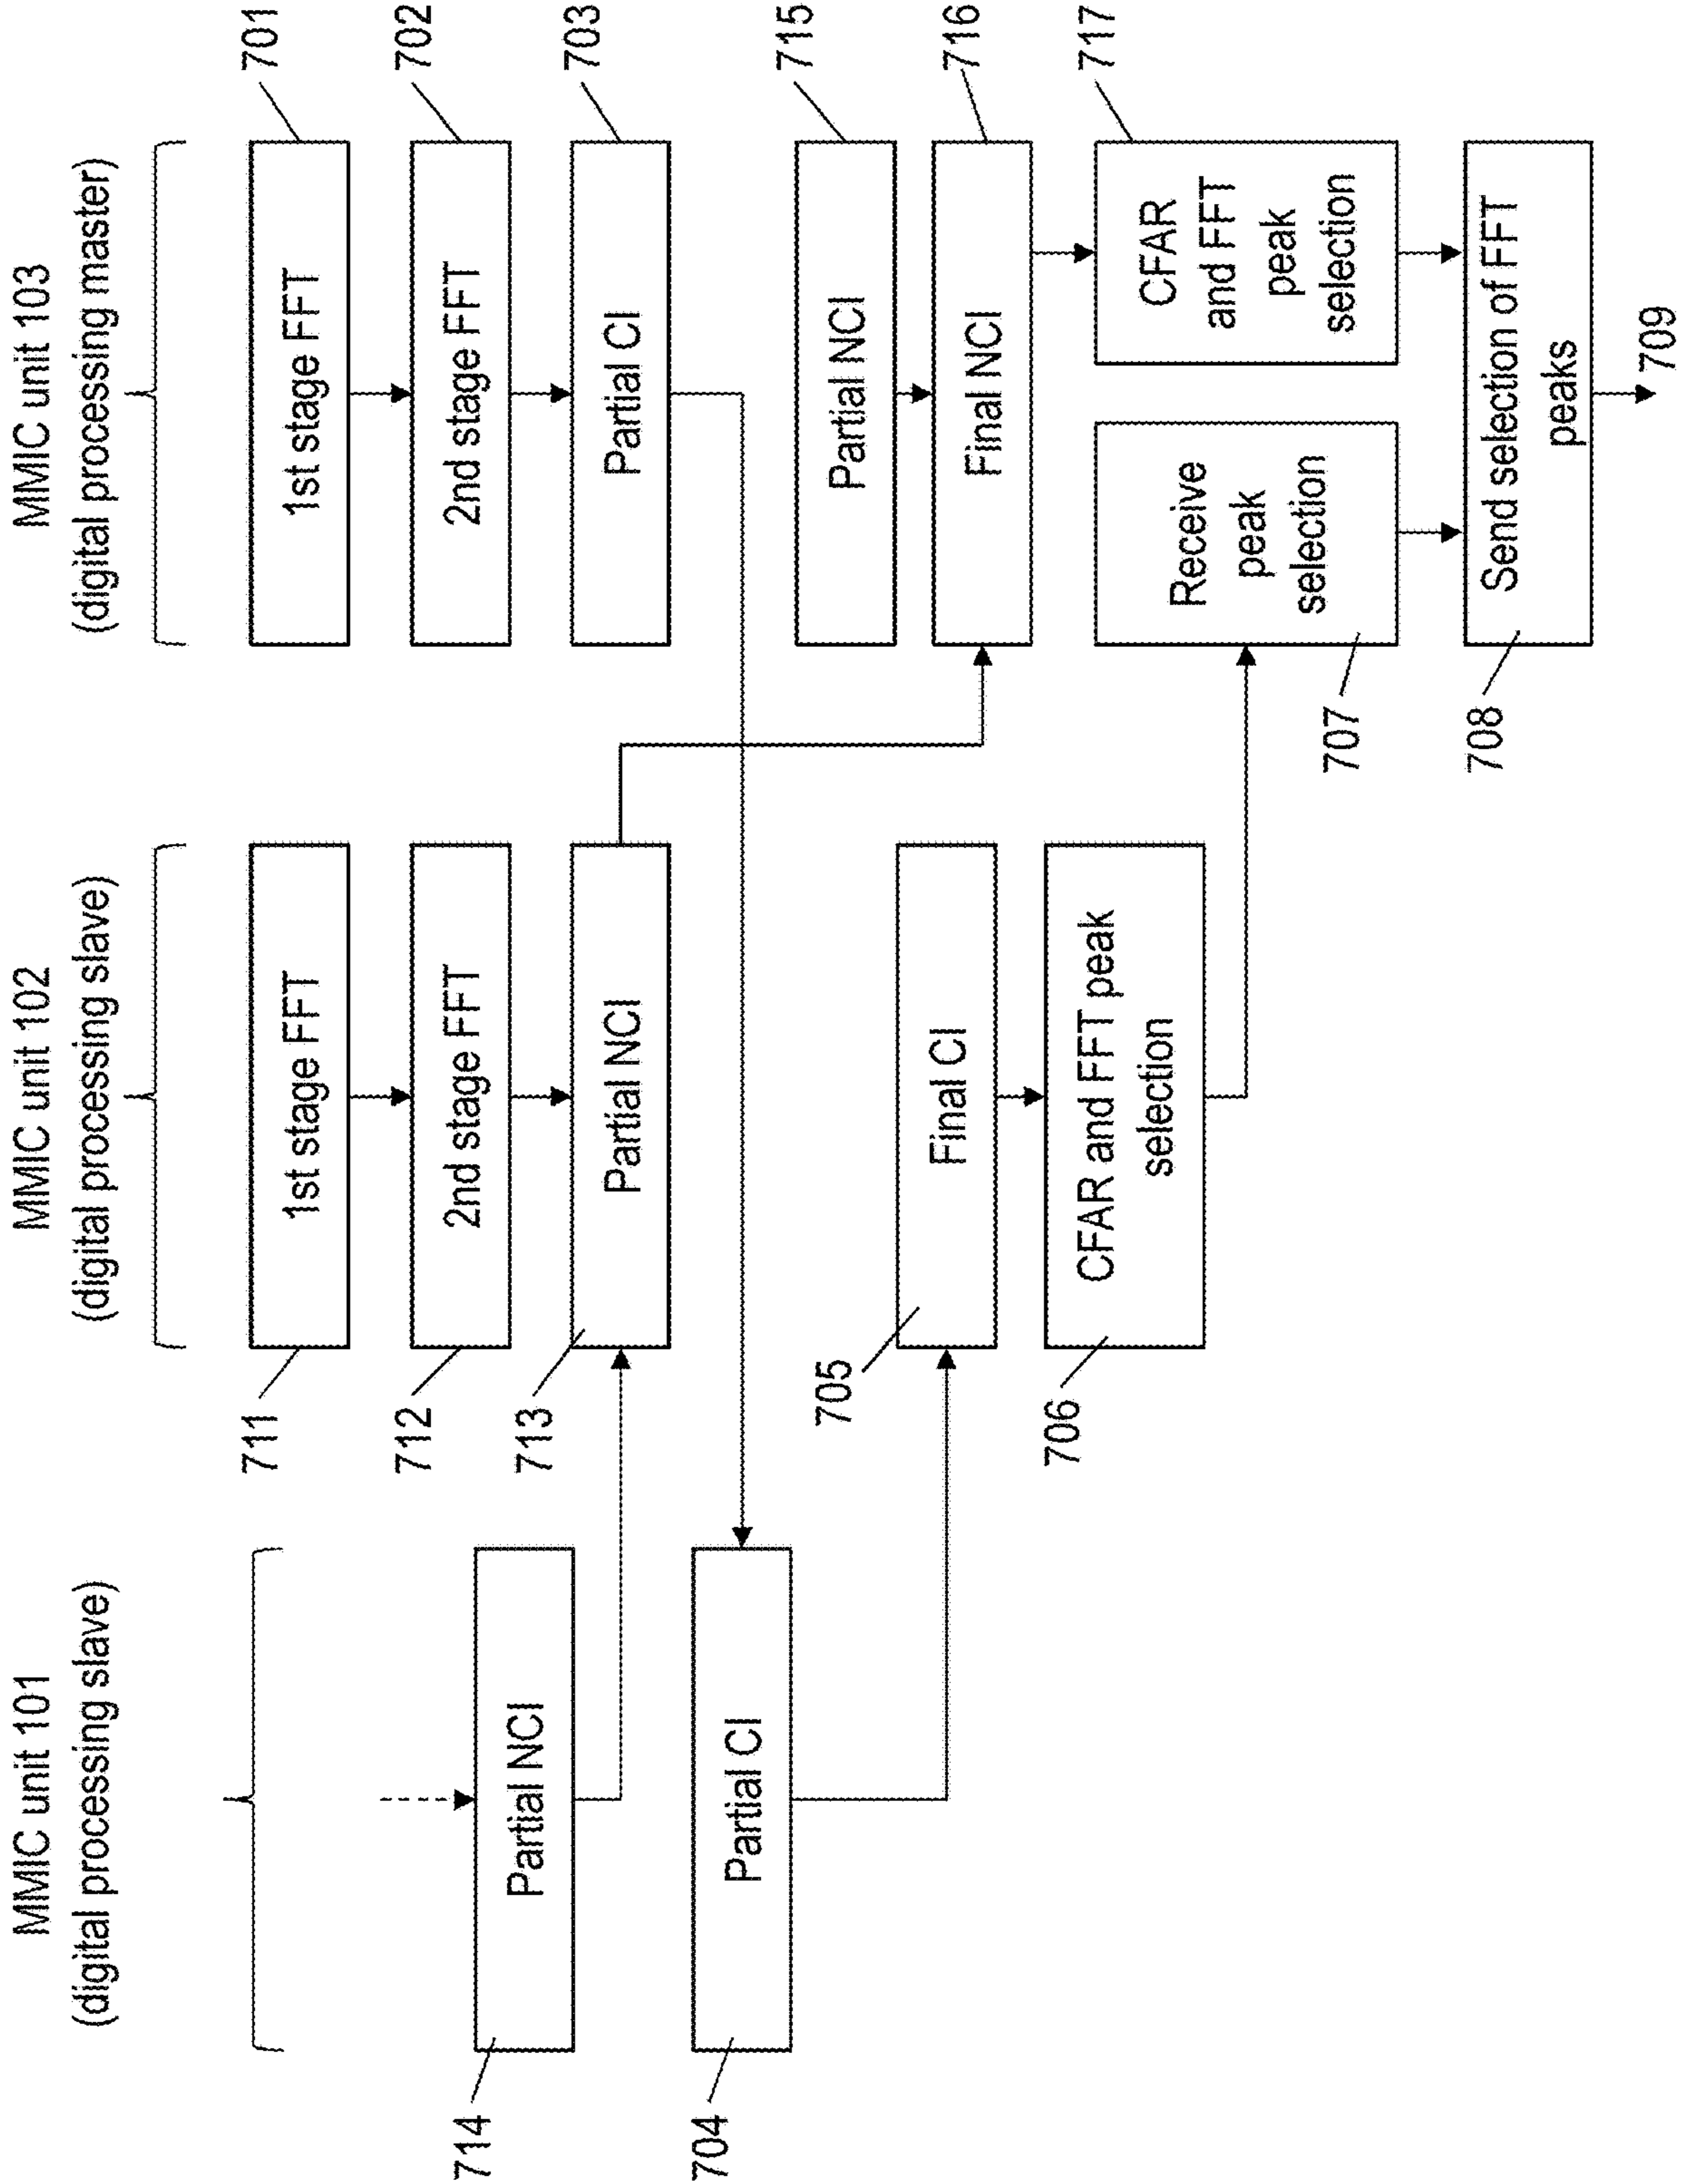 MMIC unit 101
(digital processing slave)
714
Partial NCI
704
Partial CI
MMIC unit 102
(digital processing slave)
711
1st stage FFT
712
2nd stage FFT
713
Partial NCI
705
Final CI
706
CFAR and FFT peak
selection
MMIC unit 103
(digital processing master)
701
1st stage FFT
702
2nd stage FFT
703
Partial CI
715
Partial NCI
716
Final NCI
717
CFAR
and FFT
peak
selection
707
Receive
peak
selection
708
Send selection of FFT
peaks
709